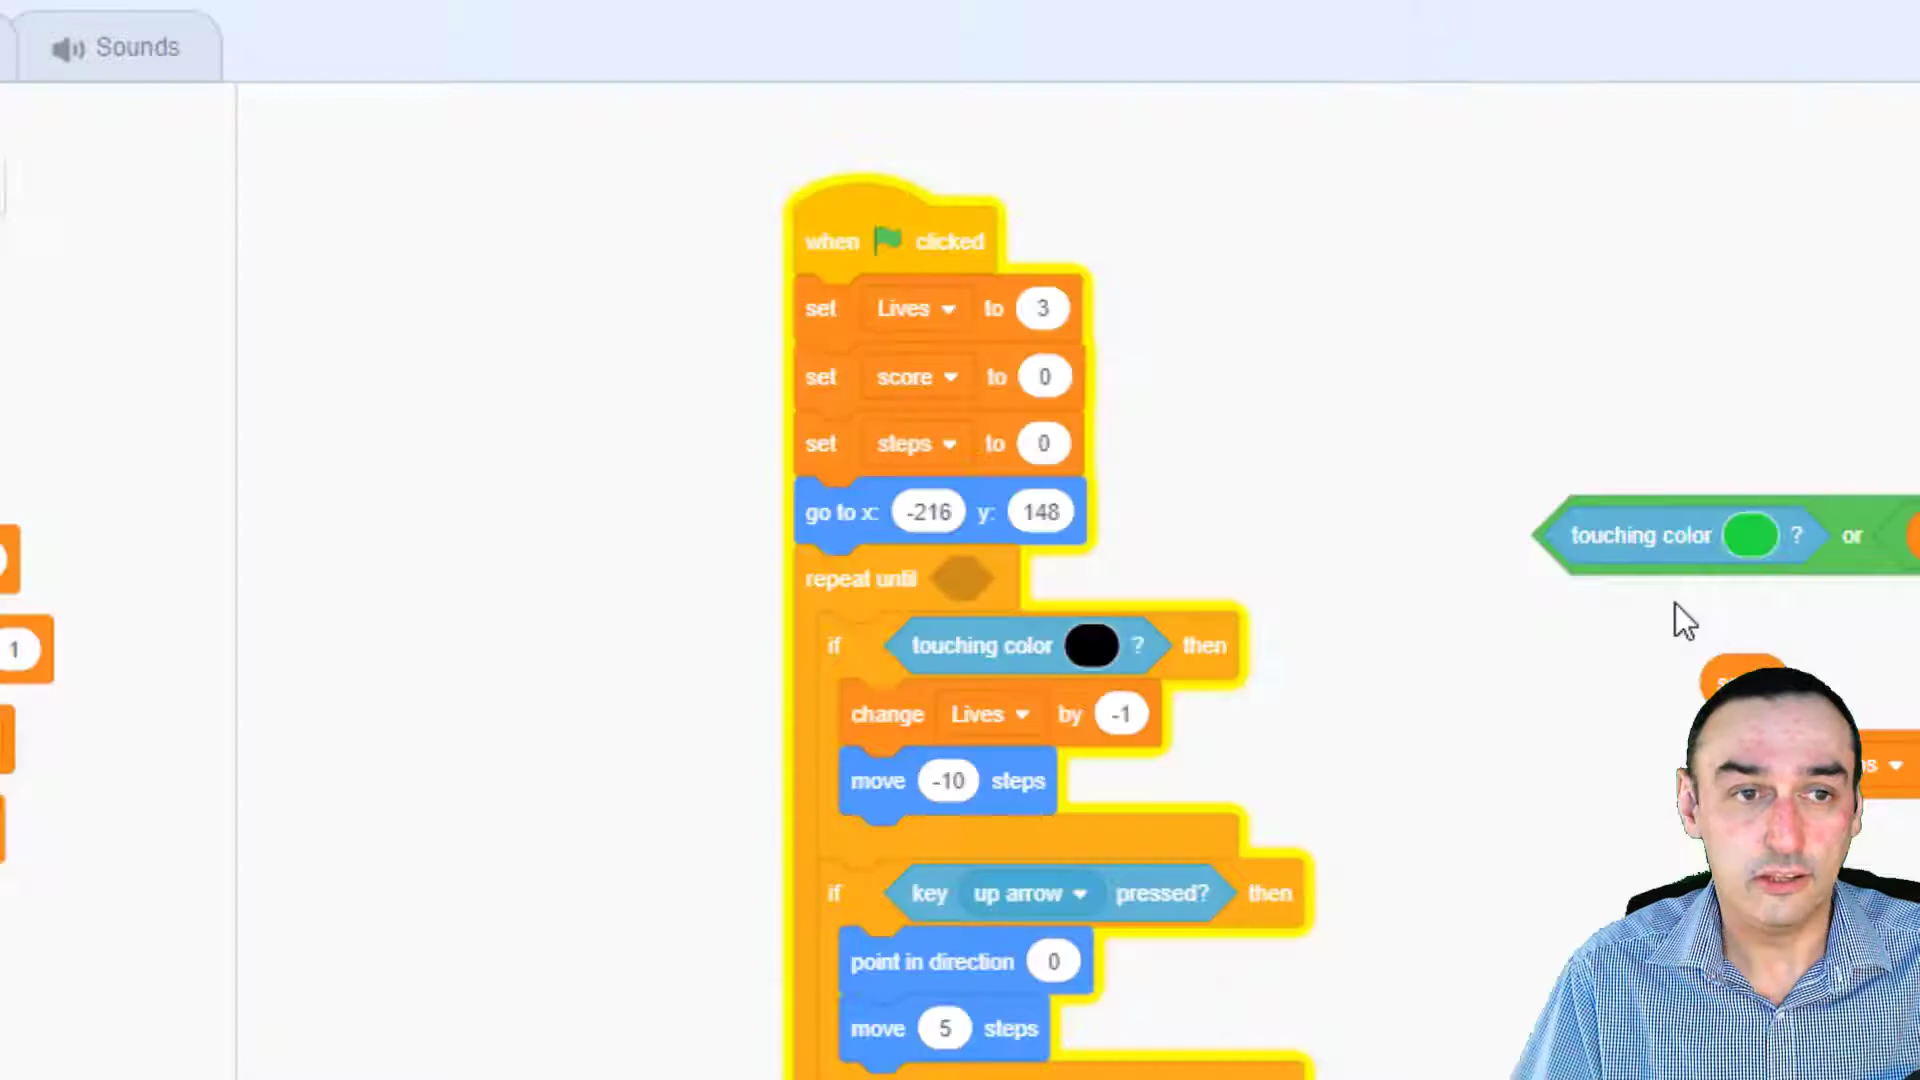 Sounds
when clicked
set Lives to 3
set score to 0
set steps to 0
go to x: -216 y: 148
repeat until
touching color ? or
if touching color ? then
1
change Lives by -1
move -10 steps
if key up arrow pressed? then
point in direction 0
move 5 steps